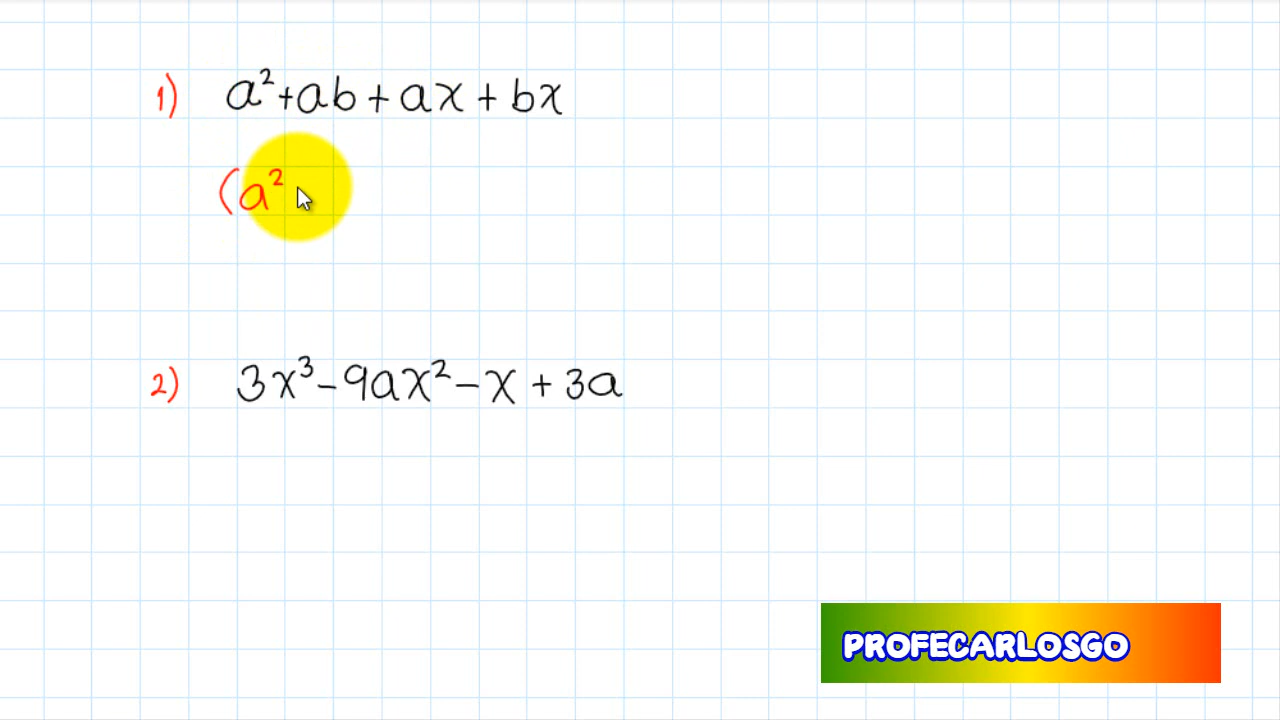 1) a²+ab+ax+bx
(a²
2) 3x³-9ax²-x+3a
PROFECARLOSGO